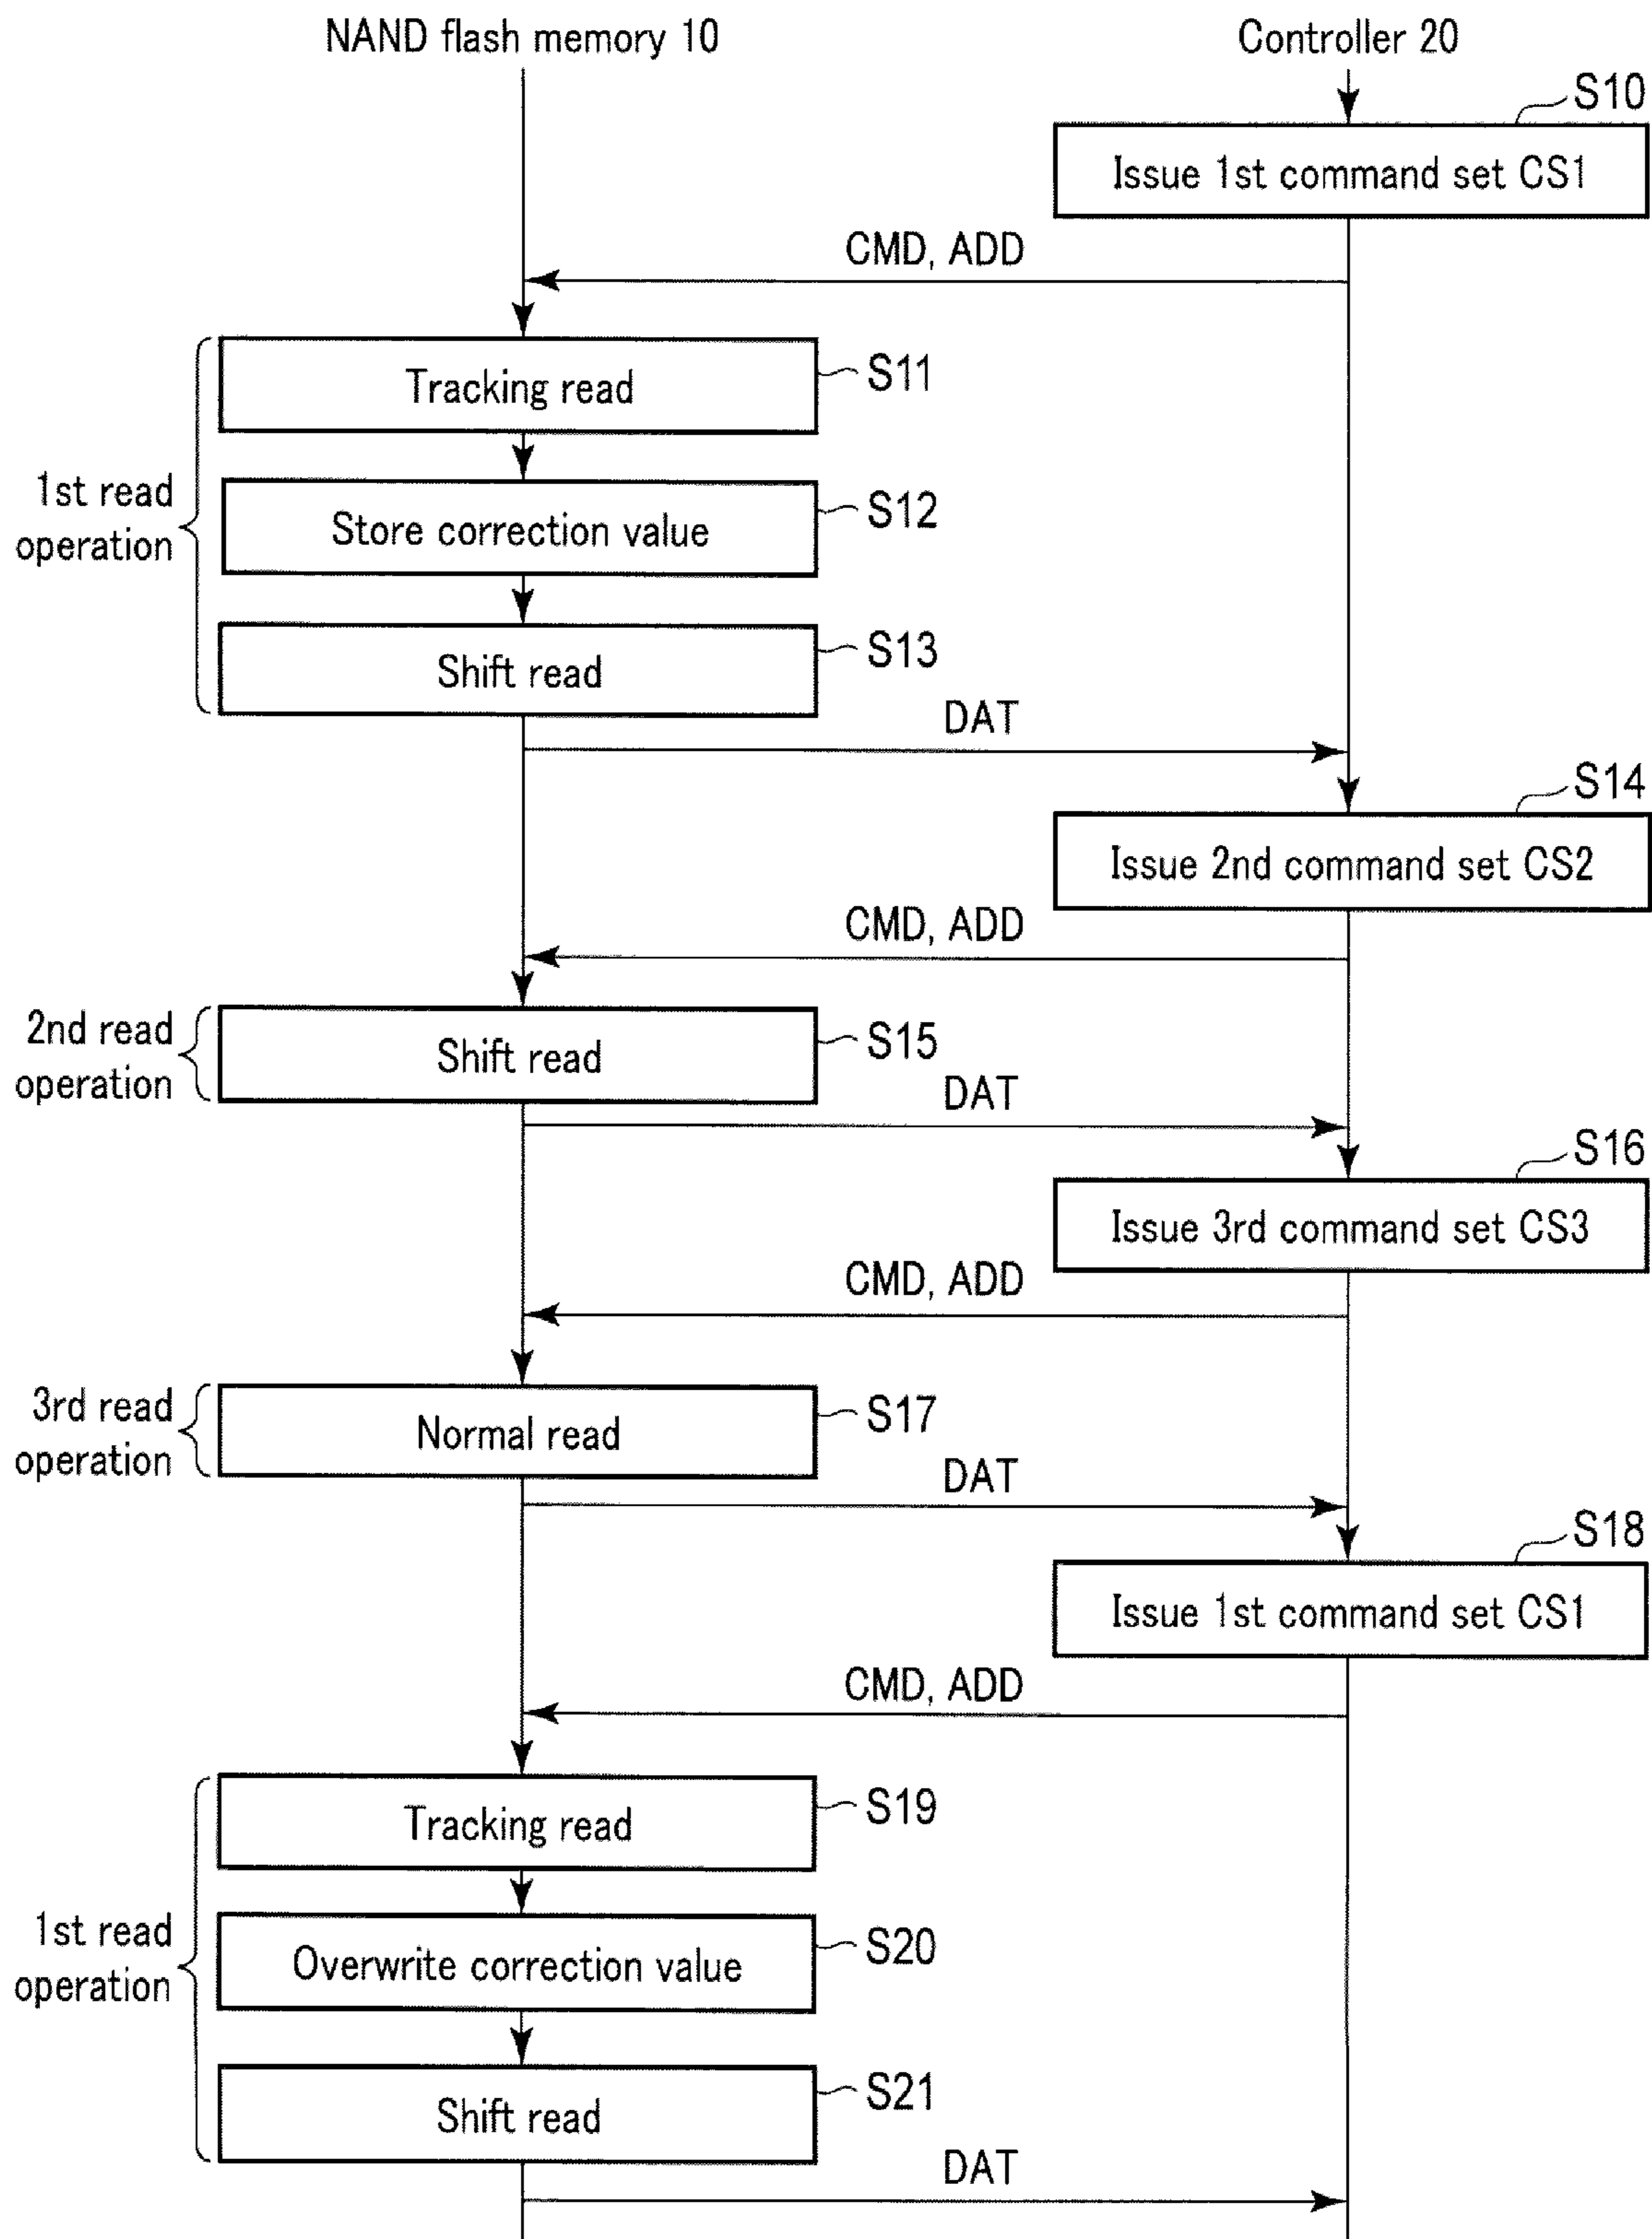 NAND flash memory 10
Controller 20
S10
Issue 1st command set CS1
CMD, ADD
Tracking read
S11
1st read
operation
Store correction value
S12
Shift read
S13
DAT
S14
Issue 2nd command set CS2
CMD, ADD
2nd read
operation
Shift read
S15
DAT
S16
Issue 3rd command set CS3
CMD, ADD
3rd read
operation
Normal read
S17
DAT
S18
Issue 1st command set CS1
CMD, ADD
Tracking read
S19
1st read
operation
Overwrite correction value
S20
Shift read
S21
DAT